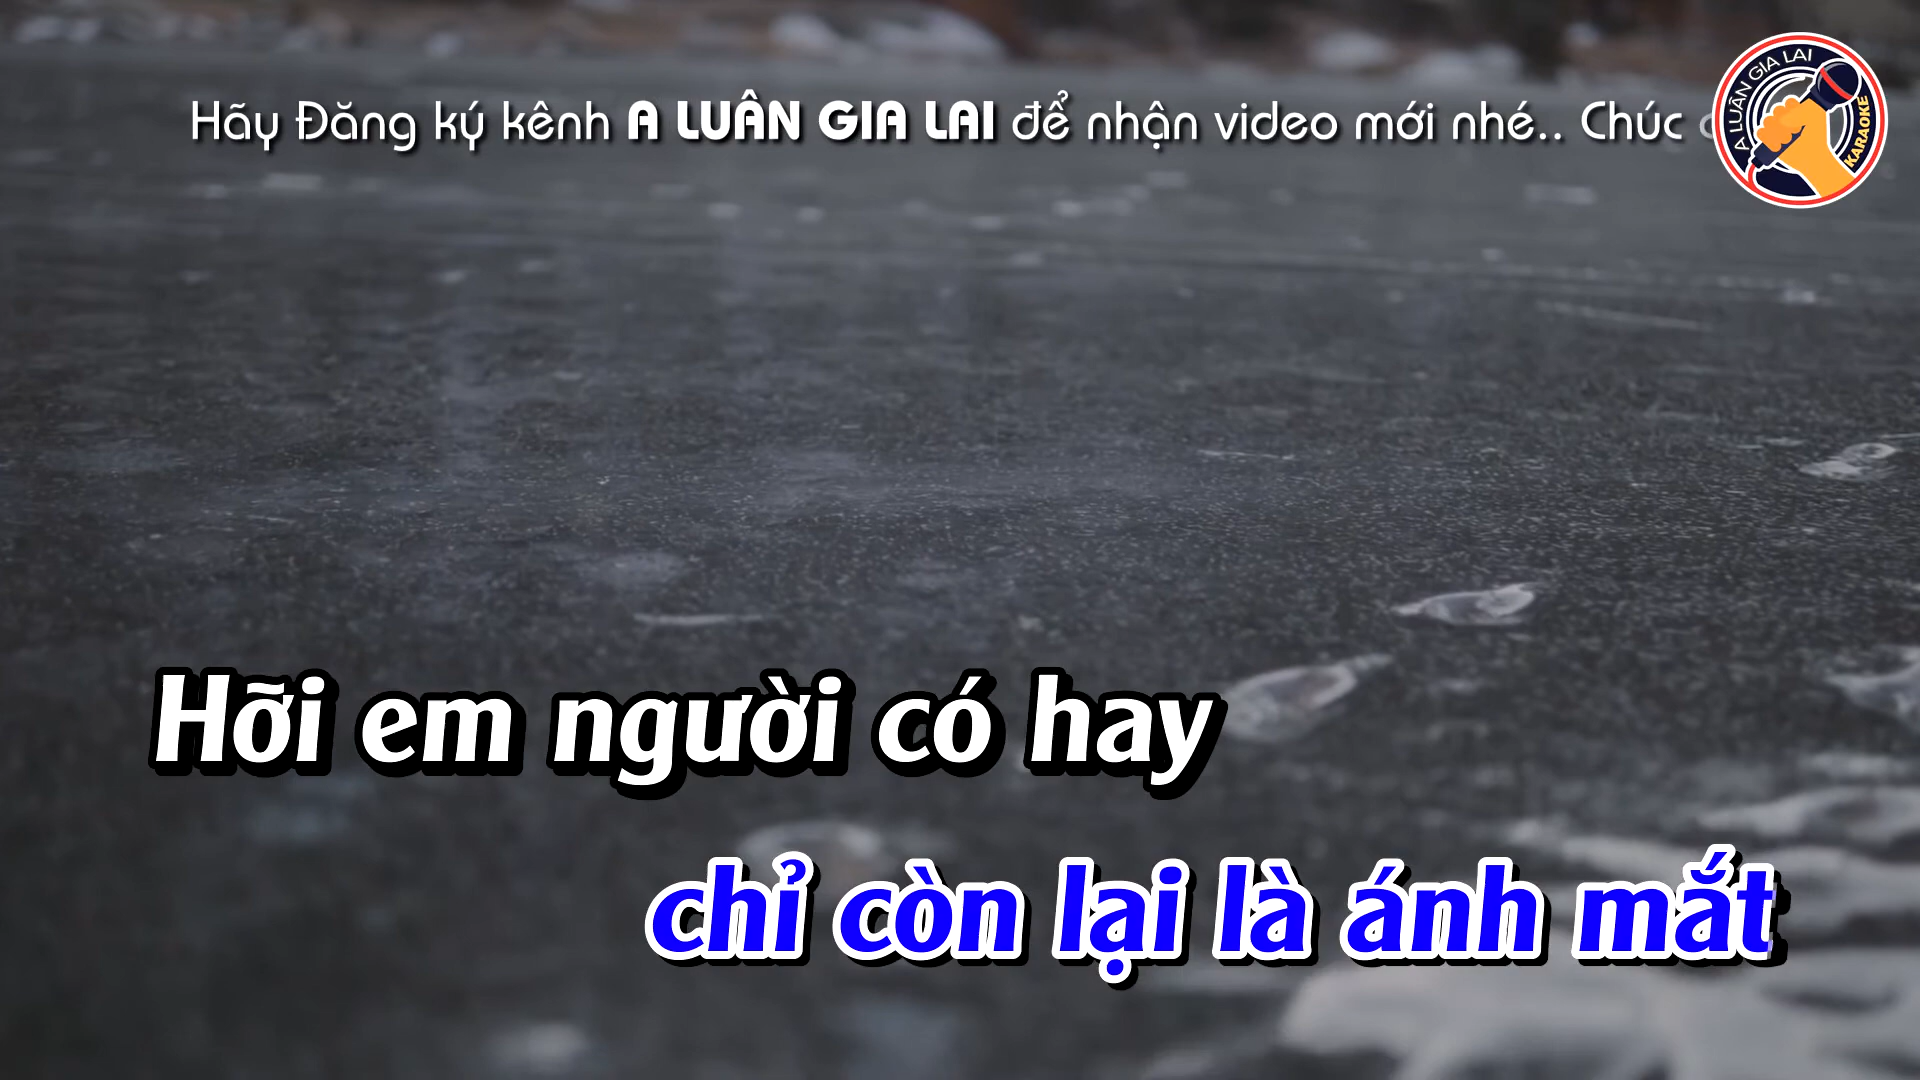 Hãy Đăng ký kênh A LUÂN GIA LAI để nhận video mới nhé.. Chúc
A LUÂN GIA LAI
KARAOKE
Hỡi em người có hay
chỉ còn lại là ánh mắt